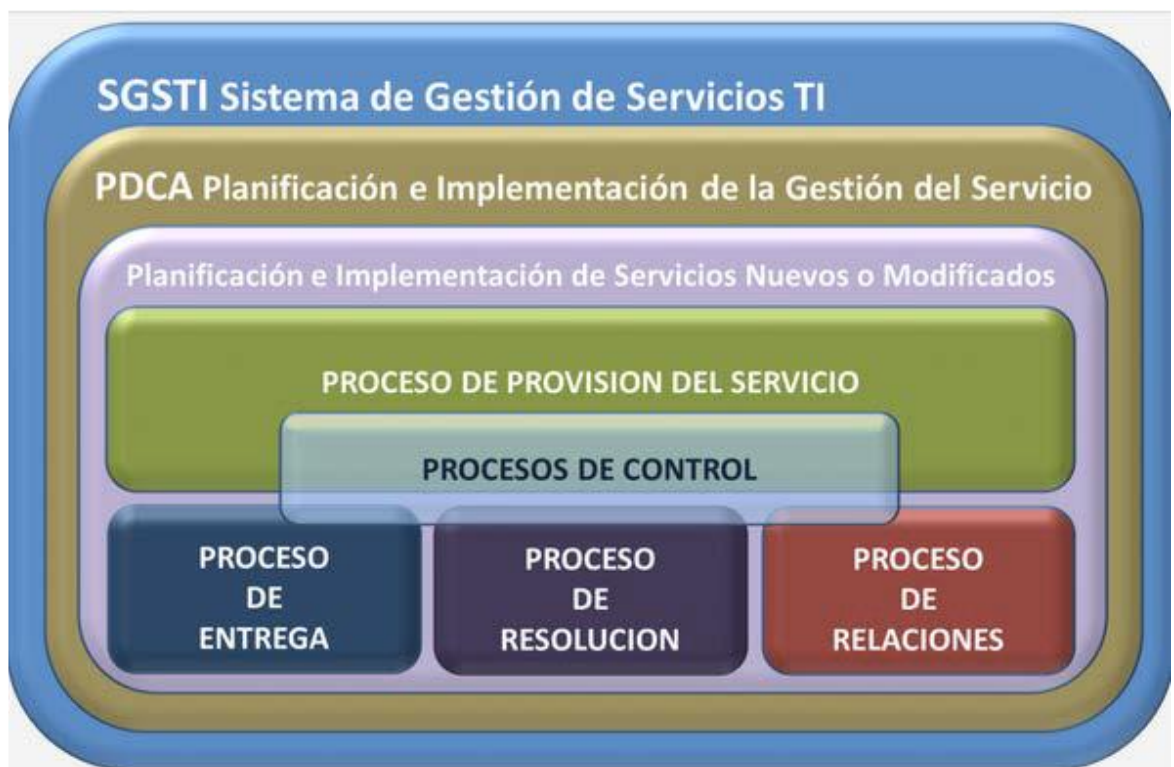 SGSTI Sistema de Gestión de Servicios TI
PDCA Planificación e Implementación de la Gestión del Servicio
Planificación e Implementación de Servicios Nuevos o Modificados
PROCESO DE PROVISION DEL SERVICIO
PROCESOS DE CONTROL
PROCESO
DE
ENTREGA
PROCESO
DE
RESOLUCION
PROCESO
DE
RELACIONES